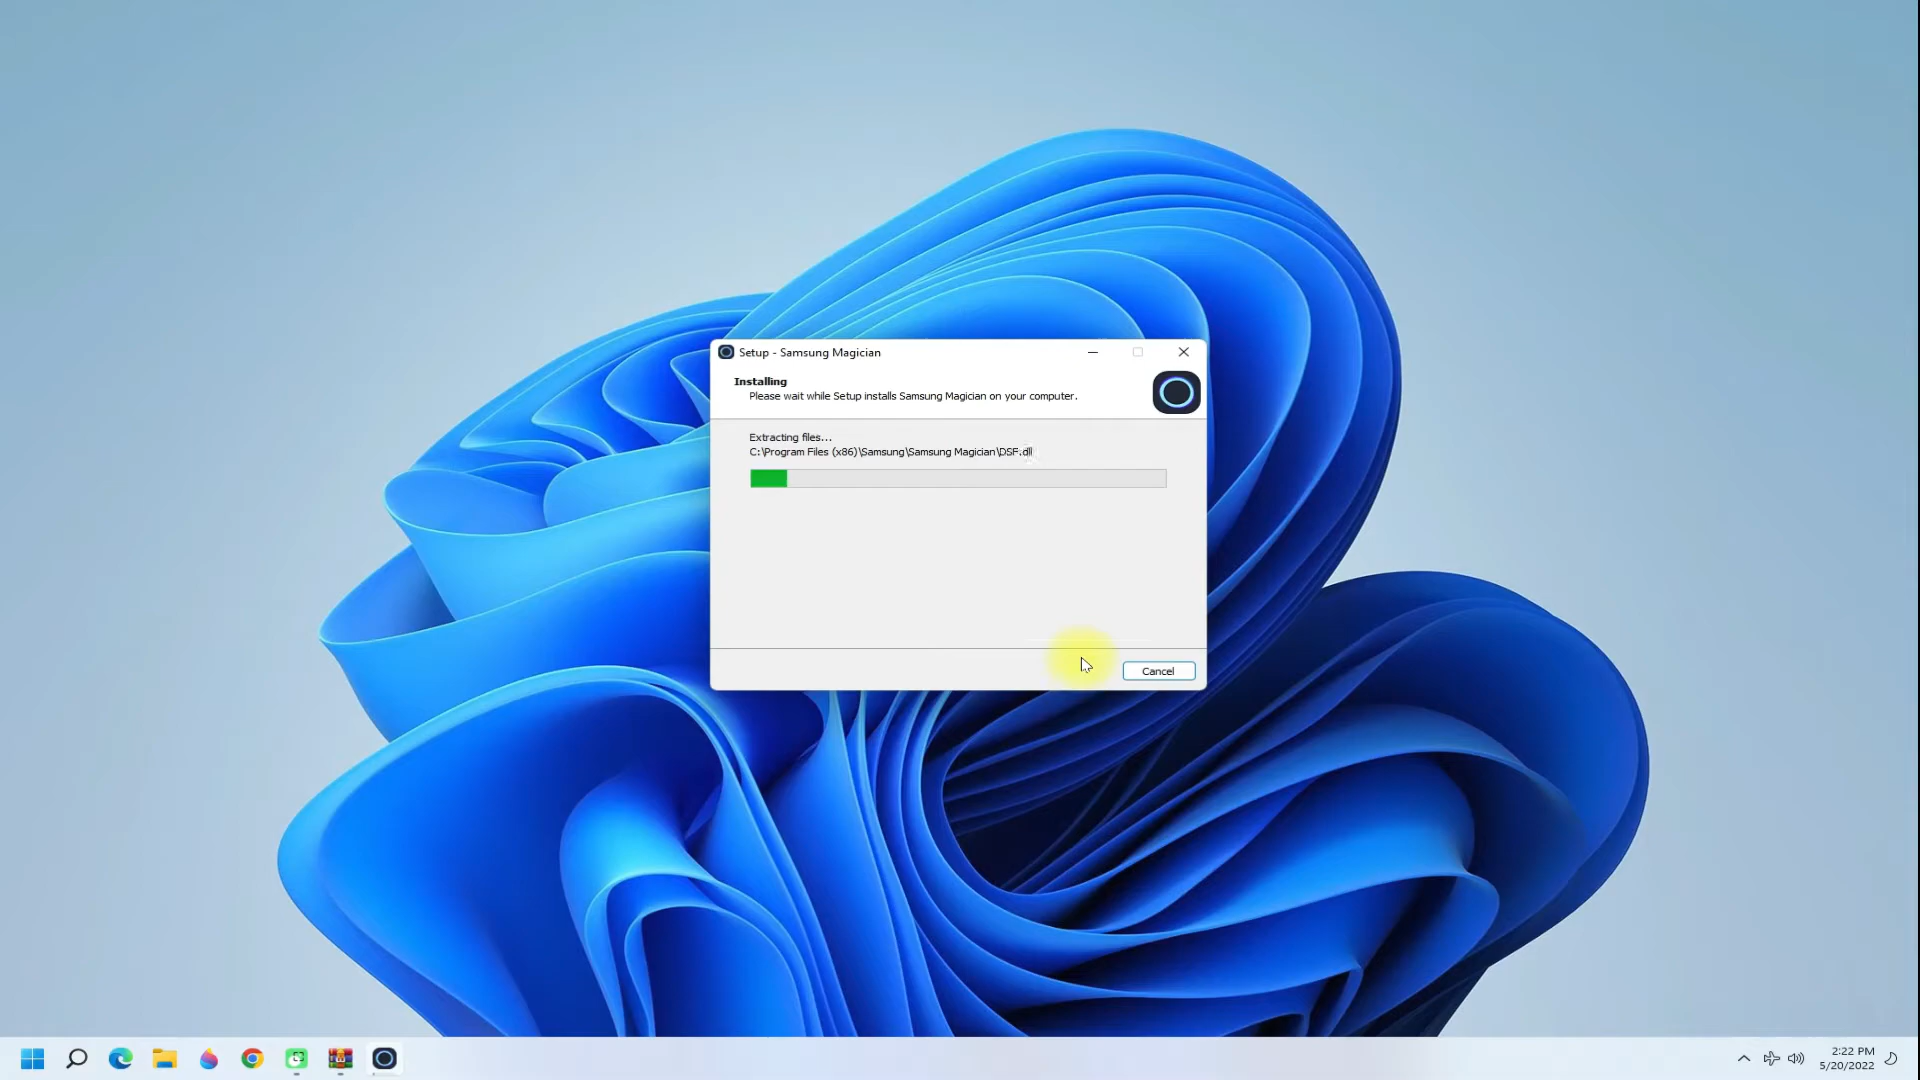 Setup - Samsung Magician
Installing
Please wait while Setup installs Samsung Magician on your computer.
Extracting files...
C:\Program Files (x86)\Samsung\Samsung Magician\DSF.dll
Cancel
2:22 PM
5/20/2022